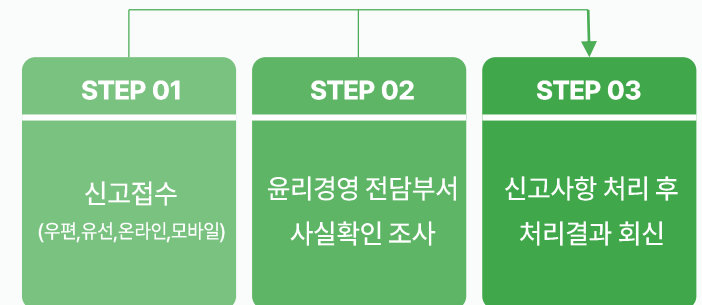 STEP 01
신고접수
(우편,유선,온라인,모바일)
STEP 02
윤리경영 전담부서
사실확인 조사
STEP 03
신고사항 처리 후
처리결과 회신